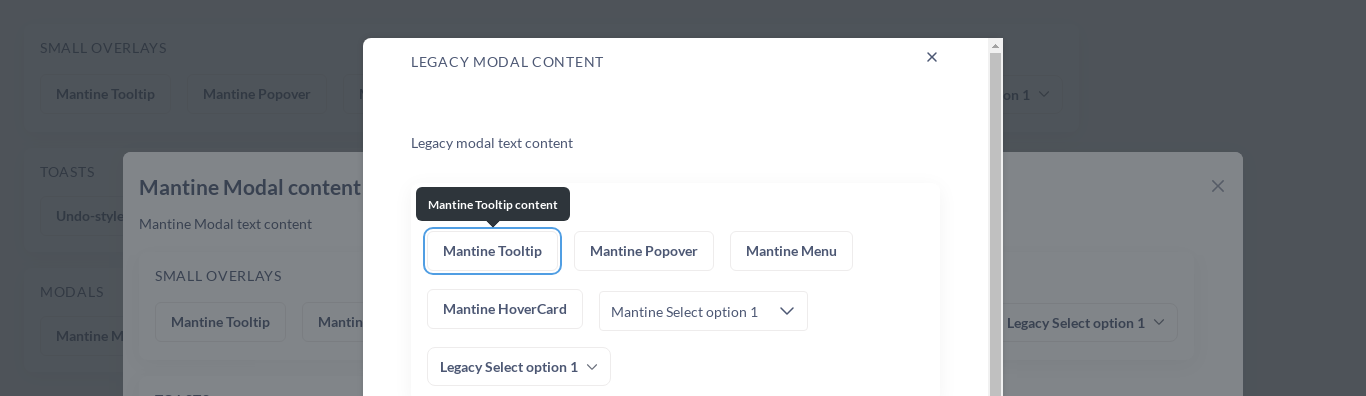 SMALL OVERLAYS
Mantine Tooltip
Mantine Popover
on 1
TOASTS
Undo-style
MODALS
Mantine M
Mantine Modal content
Mantine Modal text content
SMALL OVERLAYS
Mantine Tooltip
Mantin
Legacy Select option 1
LEGACY MODAL CONTENT
Legacy modal text content
Mantine Tooltip content
Mantine Tooltip
Mantine Popover
Mantine Menu
Mantine HoverCard
Mantine Select option 1
Legacy Select option 1